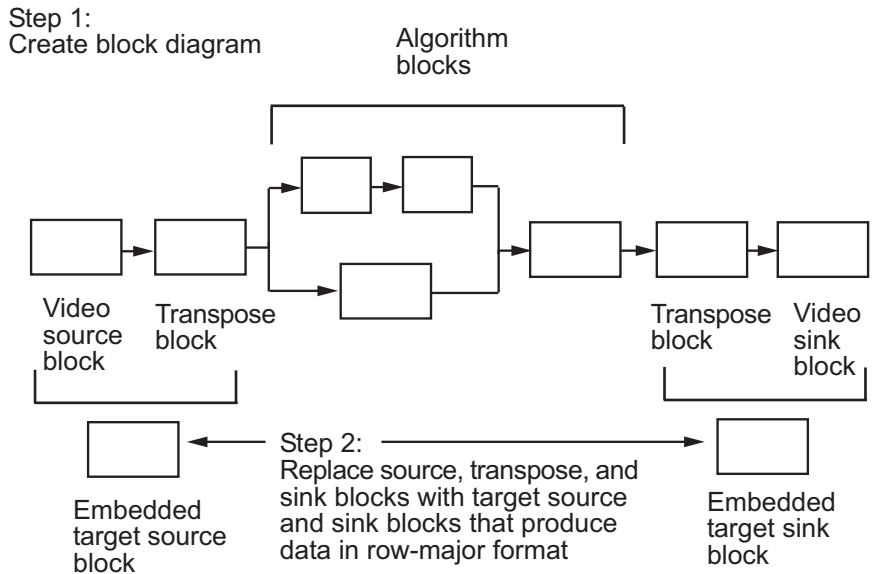 Step 1:
Create block diagram
Algorithm
blocks
Video
source
block
Transpose
block
Transpose
block
Video
sink
block
Step 2:
Replace source, transpose, and
sink blocks with target source
and sink blocks that produce
data in row-major format
Embedded
target source
block
Embedded
target sink
block